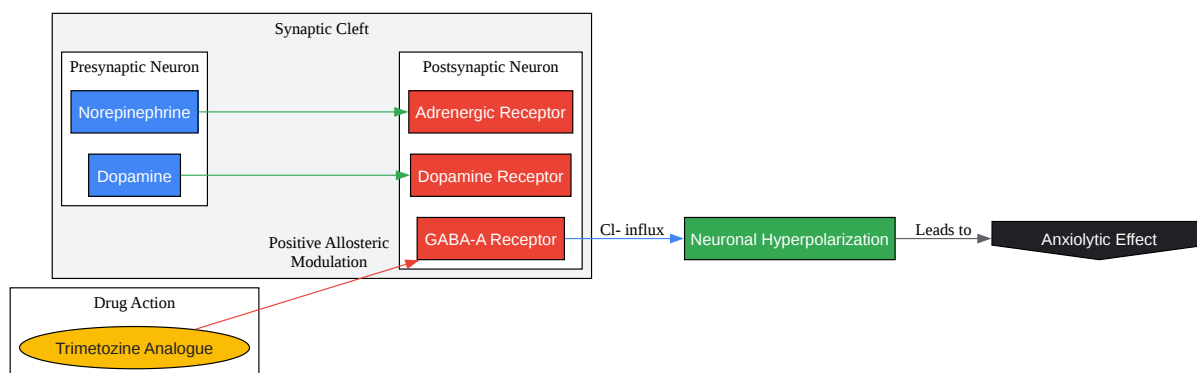 Synaptic Cleft
Presynaptic Neuron
Postsynaptic Neuron
Norepinephrine
Adrenergic Receptor
Dopamine
Dopamine Receptor
GABA-A Receptor
Cl- influx
Neuronal Hyperpolarization
Leads to
Anxiolytic Effect
Positive Allosteric
Modulation
Drug Action
Trimetozine Analogue